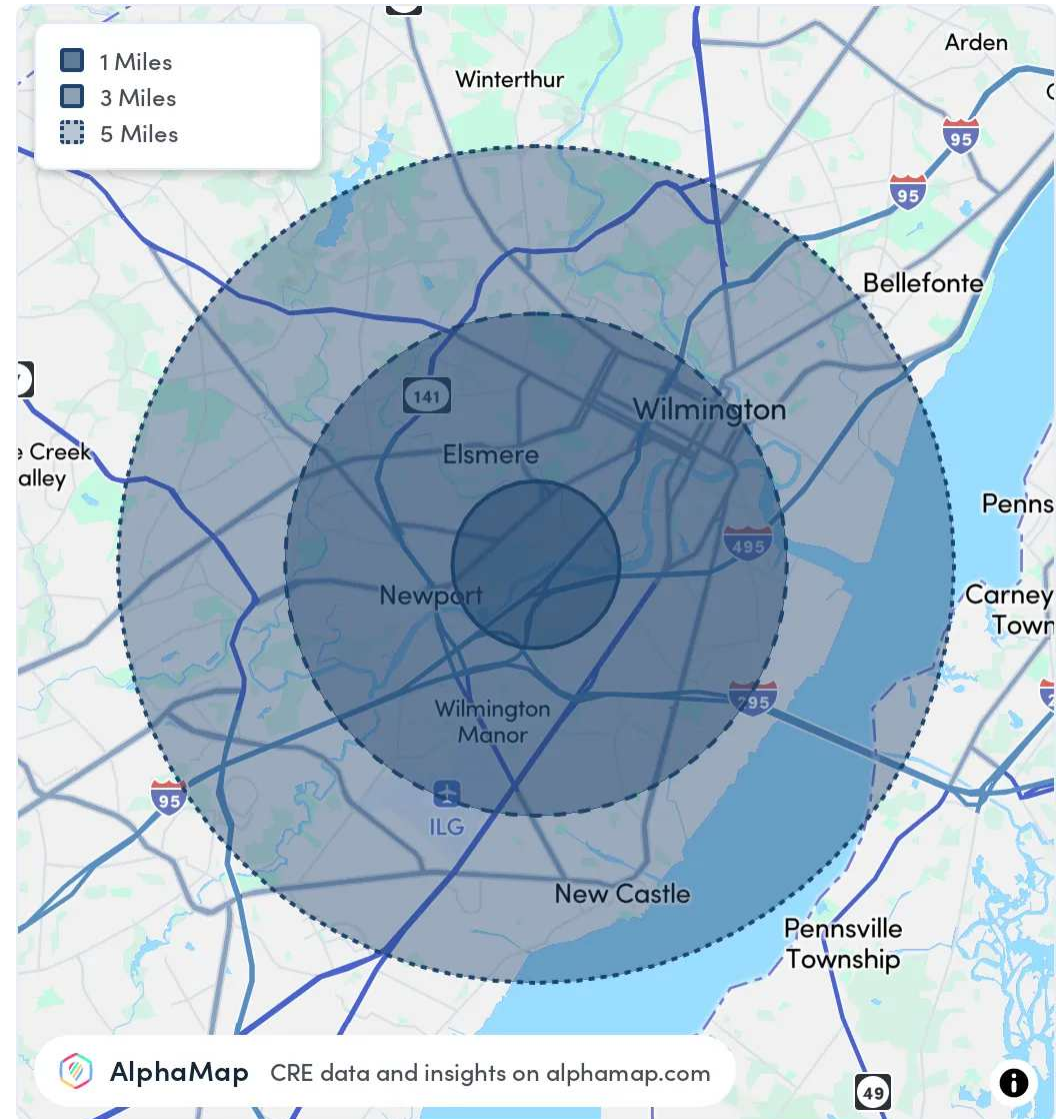 1 Miles
3 Miles
5 Miles
Arden
Winterthur
95
95
Bellefonte
141
Wilmington
Elsmere
e Creek
alley
Penns
495
Newport
Carney
Town
295
Wilmington
Manor
95
ILG
New Castle
Pennsville
Township
AlphaMap
CRE data and insights on alphamap.com
49